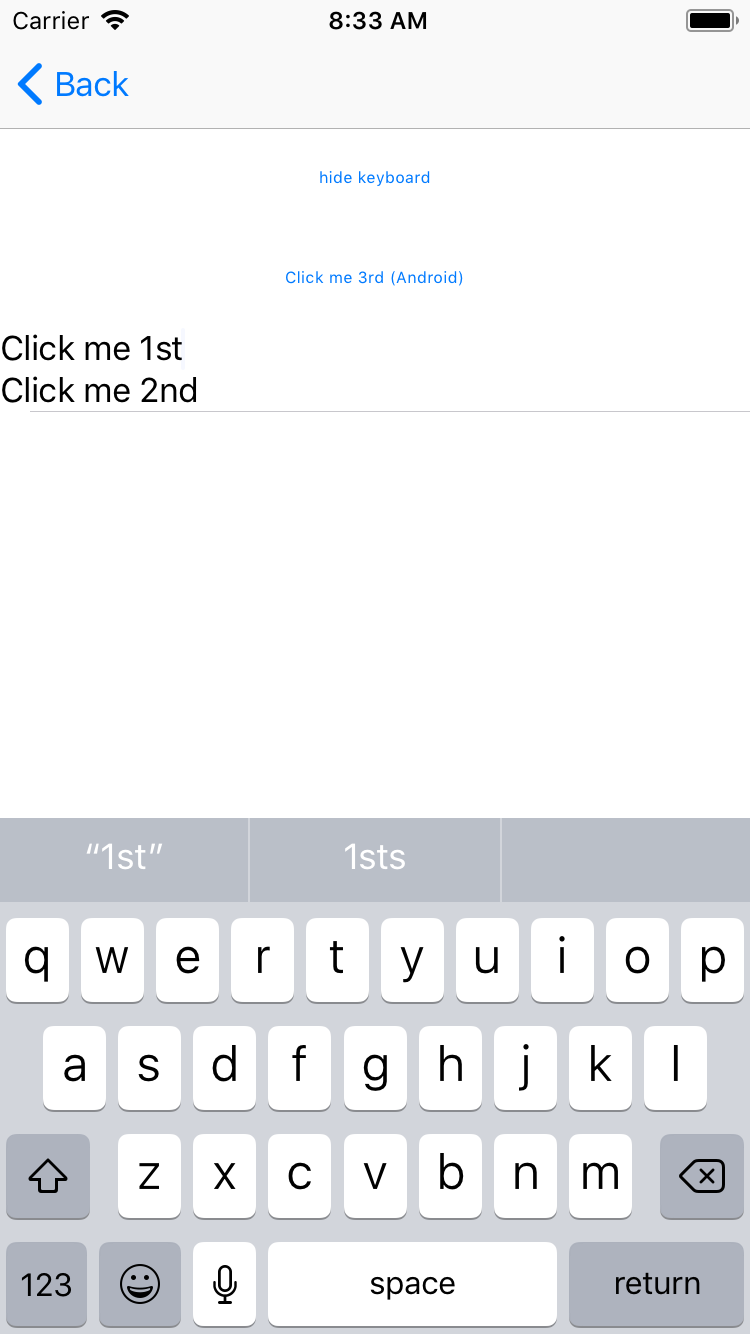 Carrier 8:33 AM
Back
hide keyboard
Click me 3rd (Android)
Click me 1st
Click me 2nd
“1st” 1sts
q w e r t y u i o p
a s d f g h j k l
z x c v b n m
123 space return